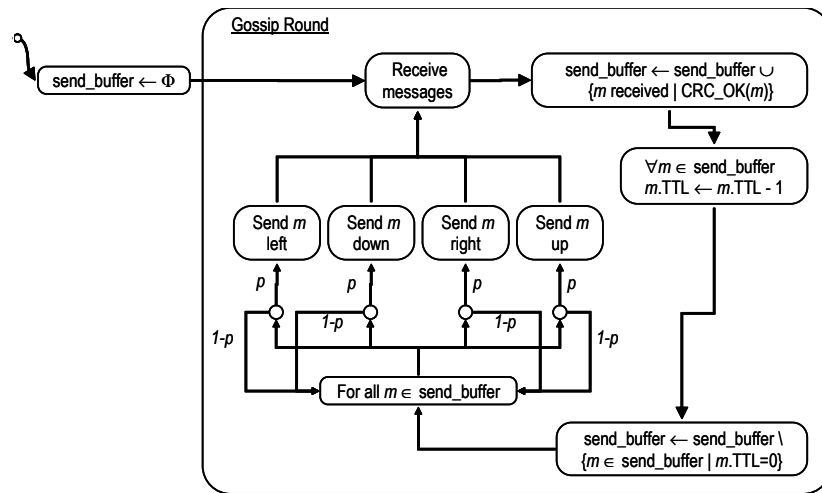 Gossip Round
send_buffer ← Φ
Receive
messages
send_buffer ← send_buffer ∪
{m received | CRC_OK(m)}
∀m ∈ send_buffer
m.TTL ← m.TTL - 1
Send m
left
Send m
down
Send m
right
Send m
up
p
p
p
p
1-p
1-p
1-p
1-p
For all m ∈ send_buffer
send_buffer ← send_buffer \
{m ∈ send_buffer | m.TTL=0}